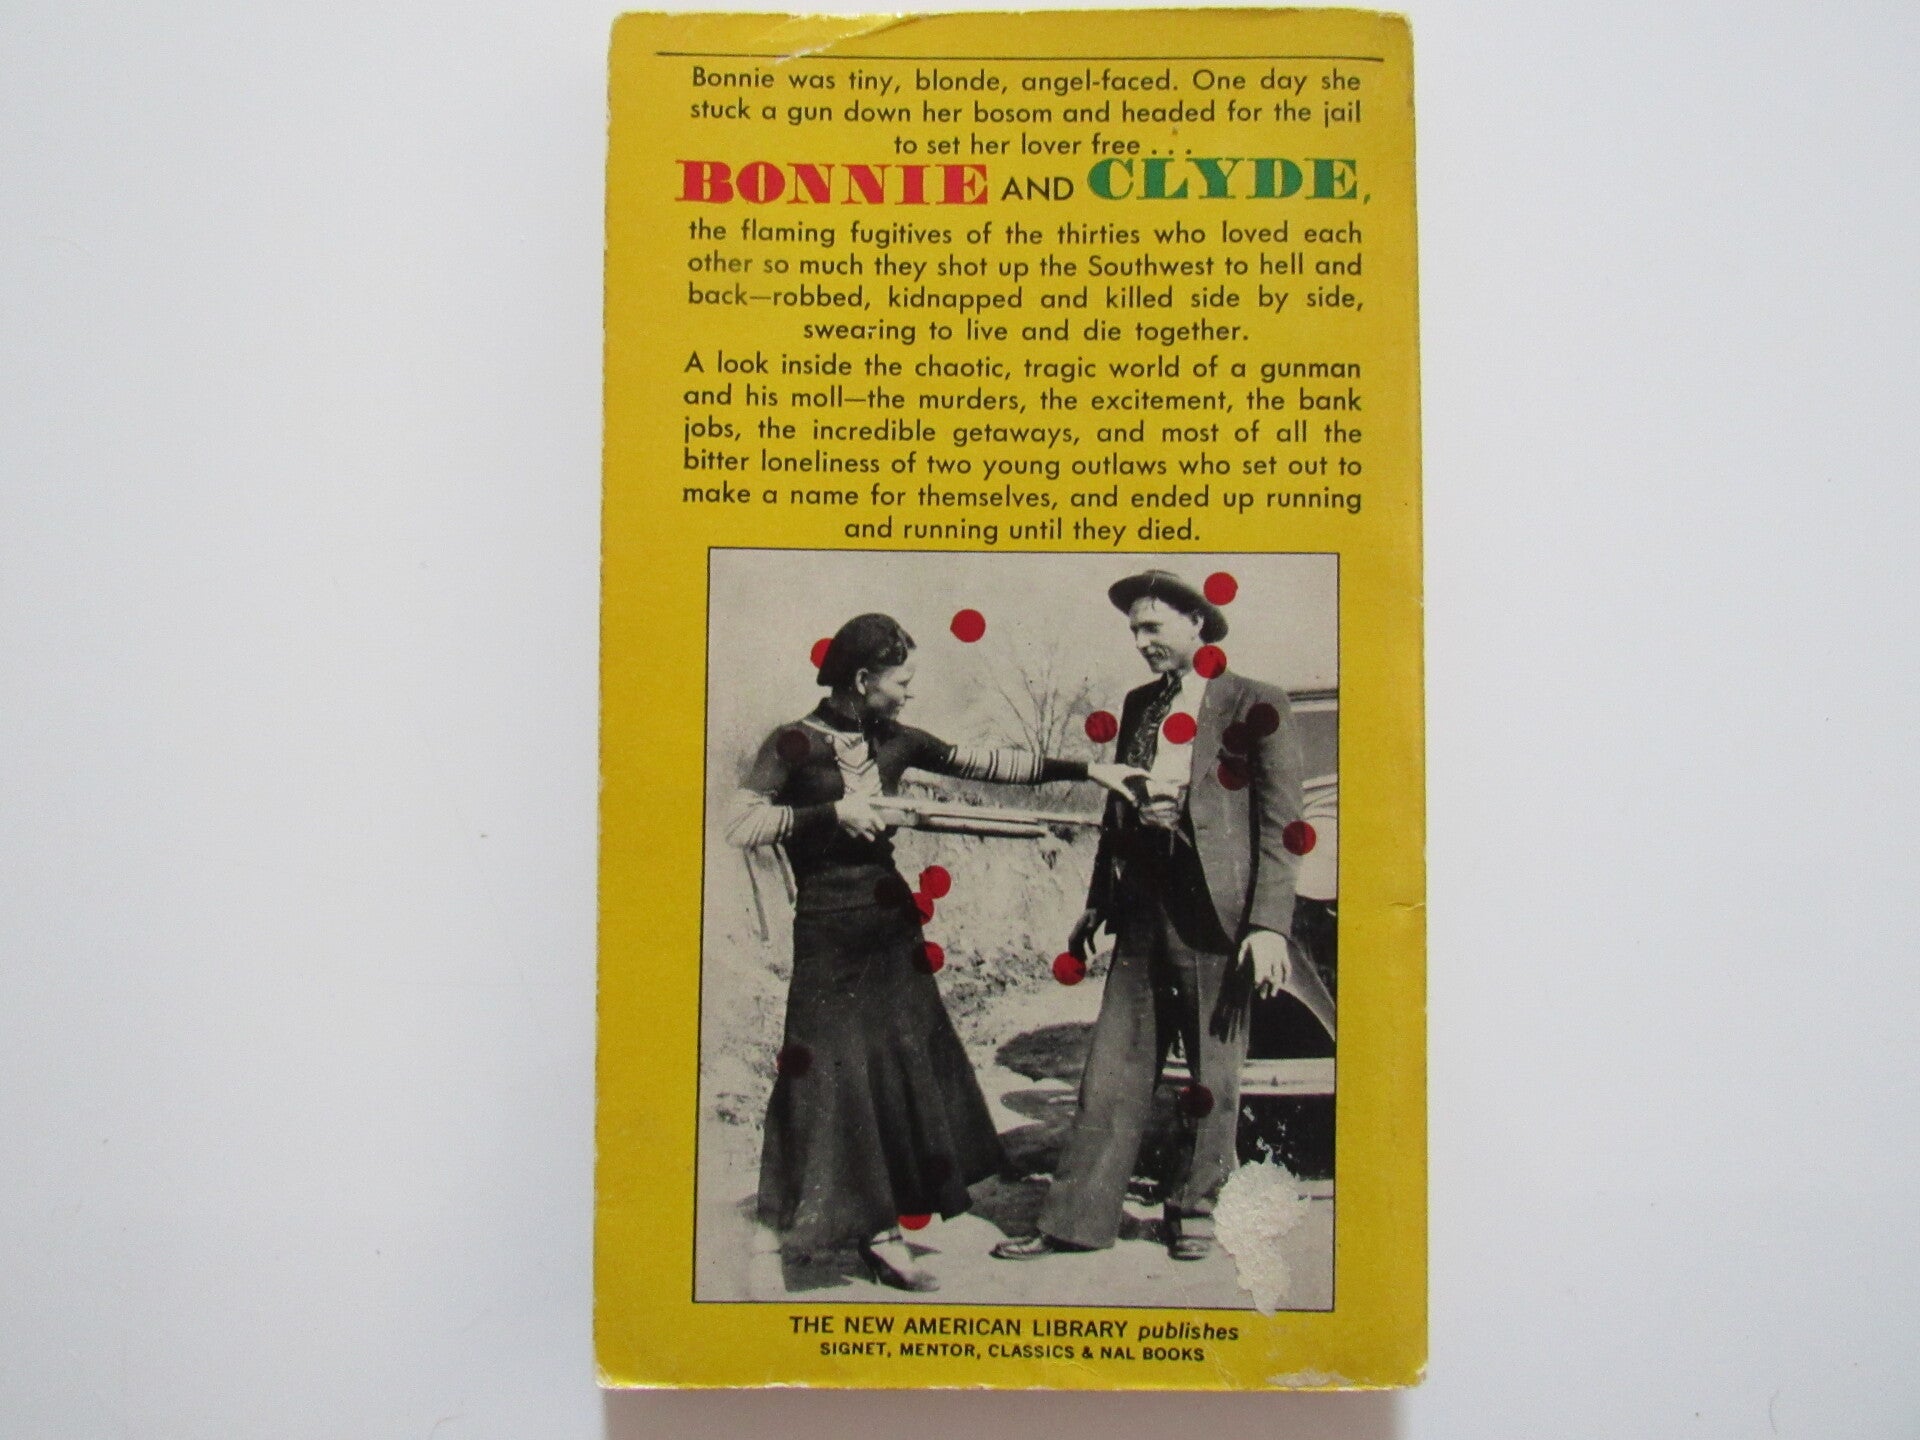 Bonnie was tiny, blonde, angel-faced. One day she
stuck a gun down her bosom and headed for the jail
to set her lover free . . .
BONNIE AND CLYDE,
the flaming fugitives of the thirties who loved each
other so much they shot up the Southwest to hell and
back—robbed, kidnapped and killed side by side,
swearing to live and die together.
A look inside the chaotic, tragic world of a gunman
and his moll—the murders, the excitement, the bank
jobs, the incredible getaways, and most of all the
bitter loneliness of two young outlaws who set out to
make a name for themselves, and ended up running
and running until they died.
THE NEW AMERICAN LIBRARY publishes
SIGNET, MENTOR, CLASSICS & NAL BOOKS